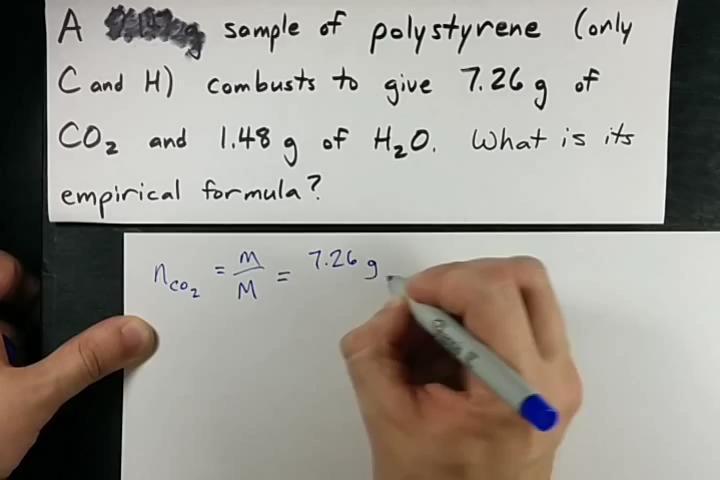 A sample of polystyrene (only
C and H) combusts to give 7.26 g of
CO₂ and 1.48 g of H₂O. What is its
empirical formula?
n_CO₂ = m/M = 7.26 g